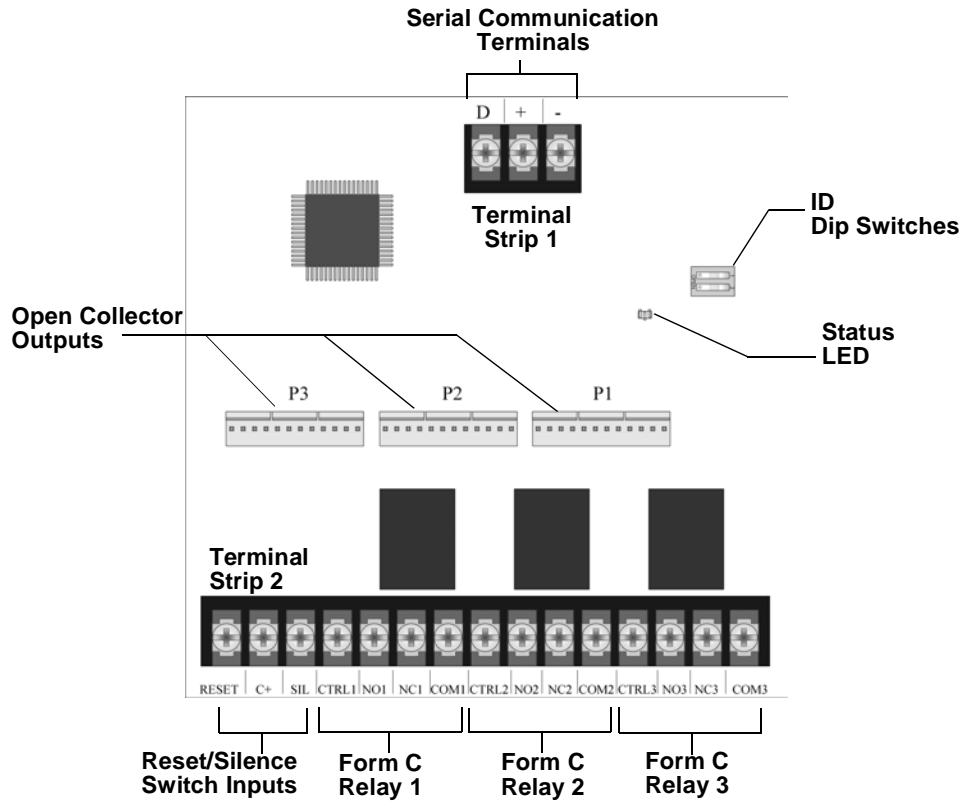 Serial Communication
Terminals
D + -
Terminal
Strip 1
ID
Dip Switches
Open Collector
Outputs
Status
LED
P3 P2 P1
Terminal
Strip 2
RESET C+ SIL CTRL1 NO1 NC1 COM1 CTRL2 NO2 NC2 COM2 CTRL3 NO3 NC3 COM3
Reset/Silence
Switch Inputs
Form C
Relay 1
Form C
Relay 2
Form C
Relay 3